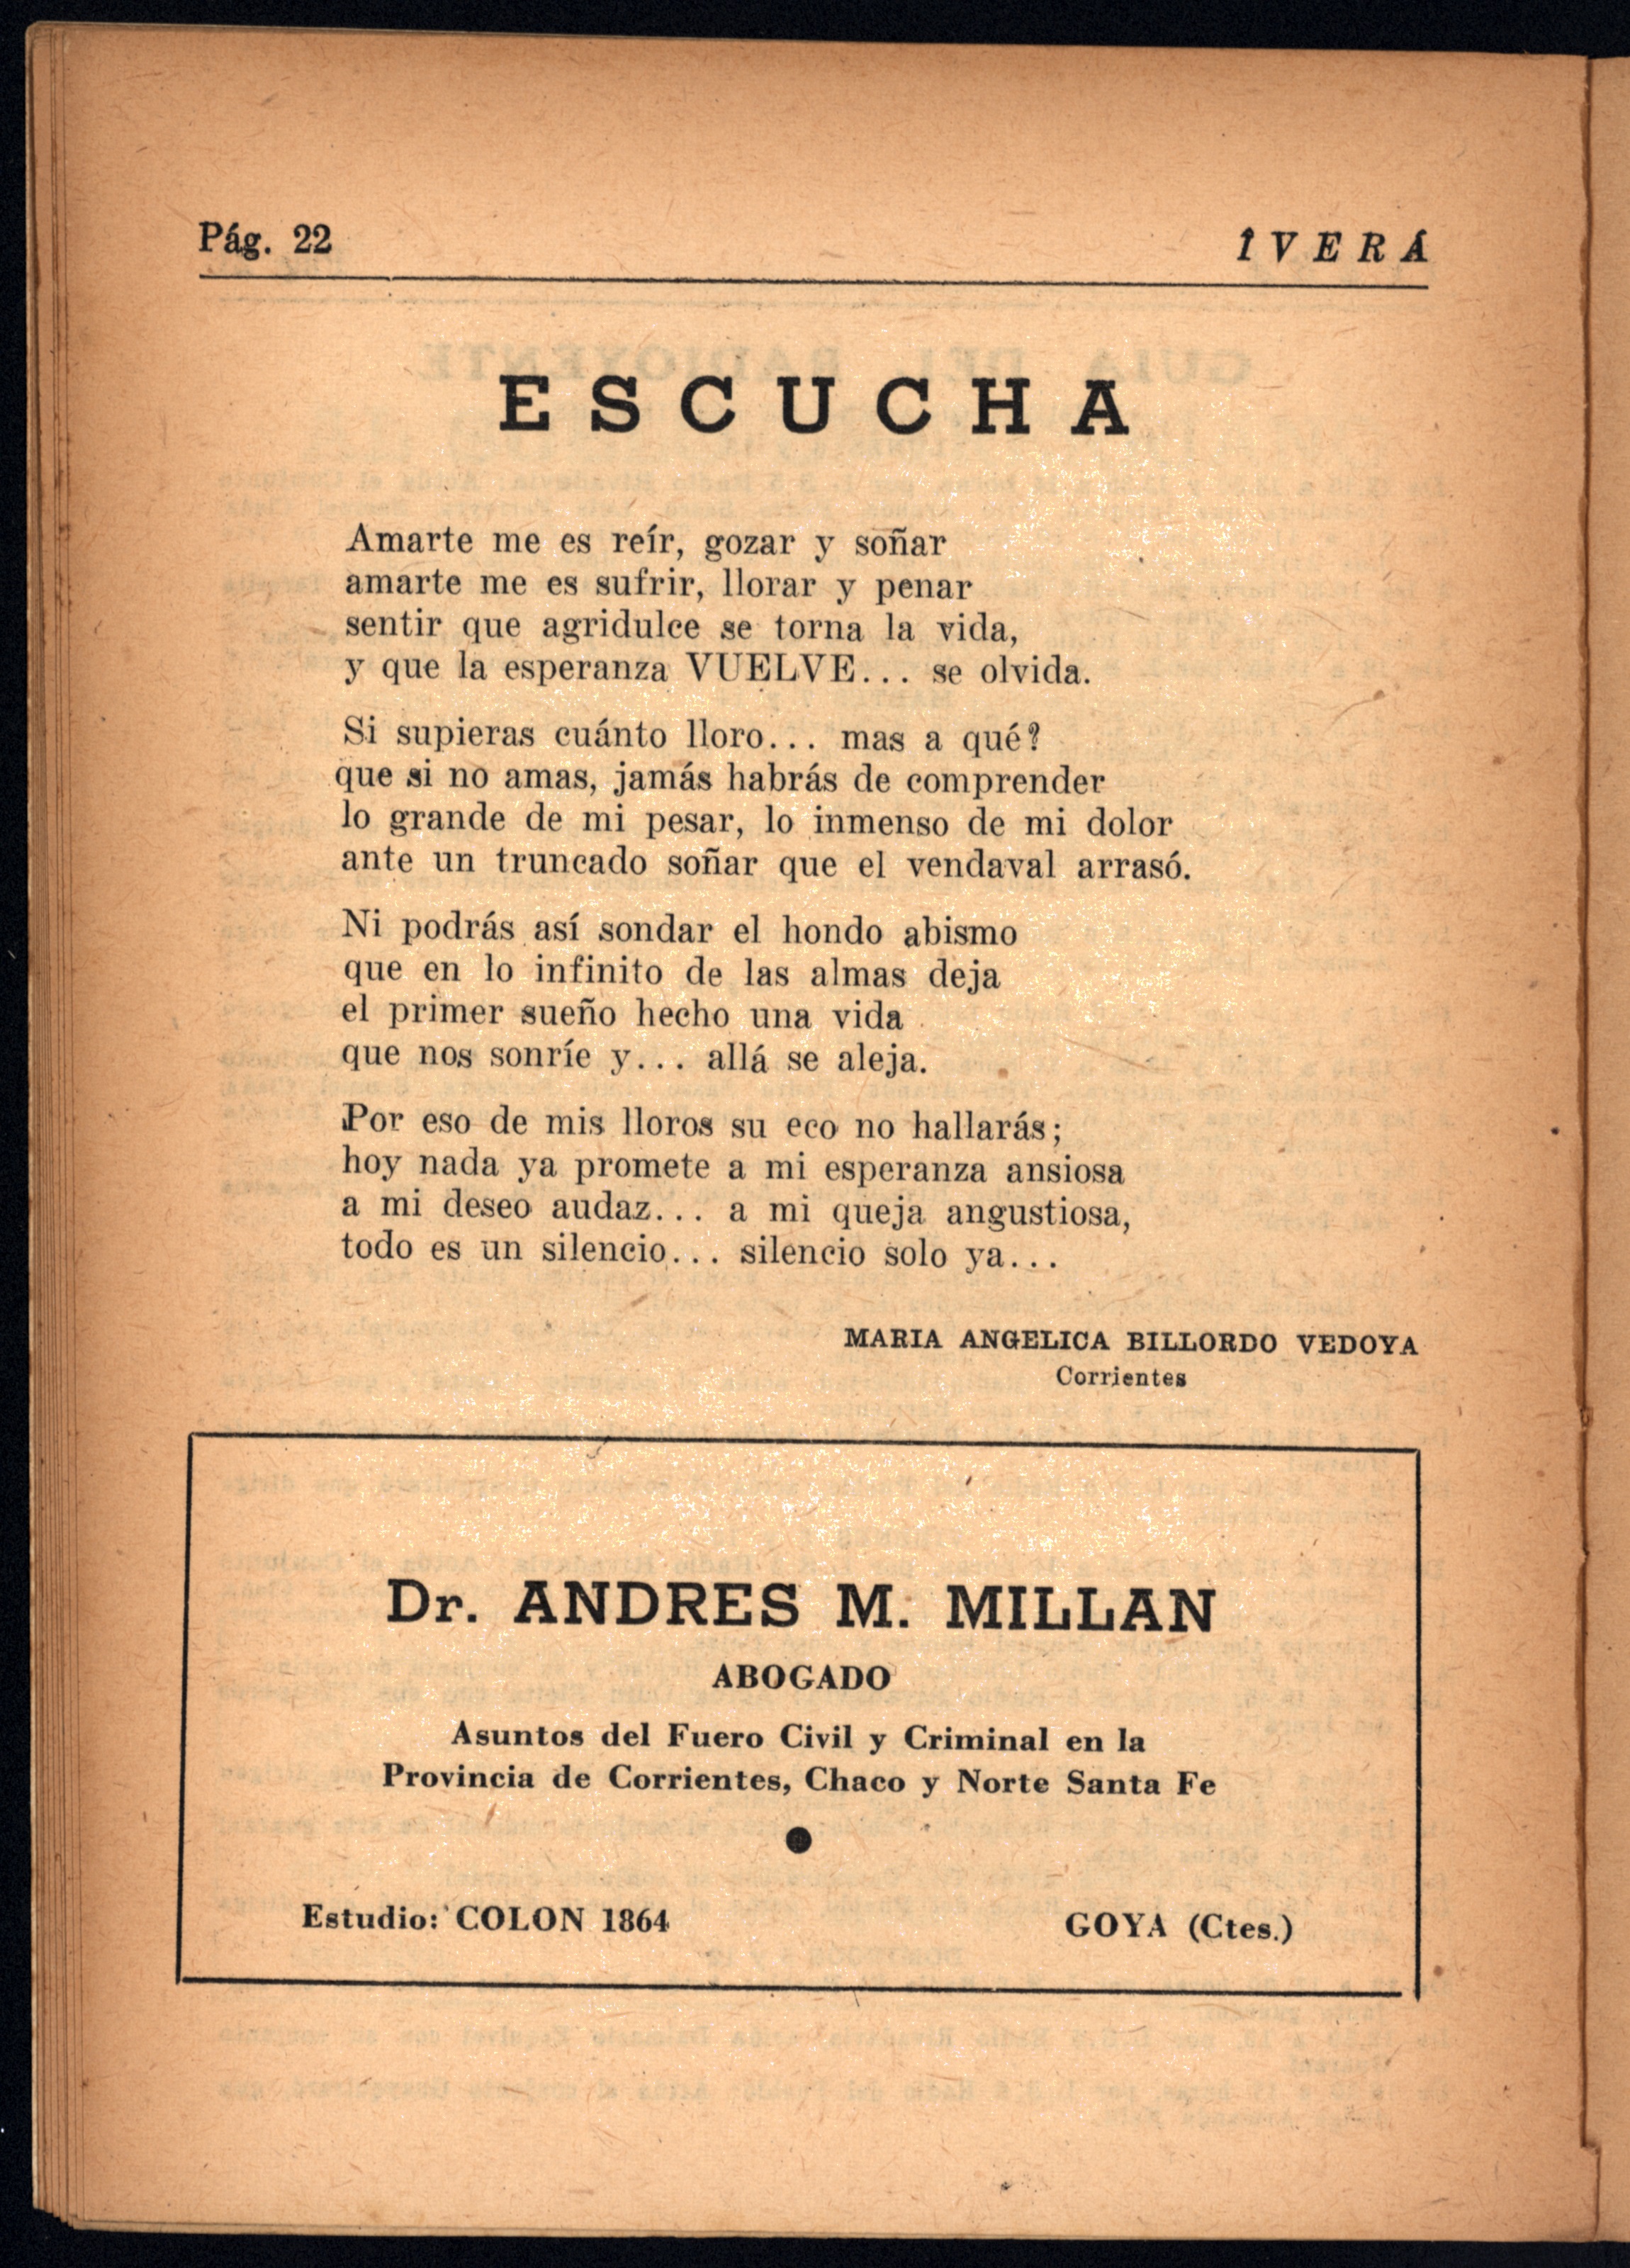 Pág. 22
ÎVERÁ
ESCUCHA
Amarte me es reír, gozar y soñar
amarte me es sufrir, llorar y penar
sentir que agridulce se torna la vida,
y que la esperanza VUELVE... se olvida.
Si supieras cuánto lloro... mas a qué?
que si no amas, jamás habrás de comprender
lo grande de mi pesar, lo inmenso de mi dolor
ante un truncado soñar que el vendaval arrasó.
Ni podrás así sondar el hondo abismo
que en lo infinito de las almas deja
el primer sueño hecho una vida
que nos sonríe y... allá se aleja.
Por eso de mis lloros su eco no hallarás;
hoy nada ya promete a mi esperanza ansiosa
a mi deseo audaz... a mi queja angustiosa,
todo es un silencio... silencio solo ya...
MARIA ANGELICA BILLORDO VEDOYA
Corrientes
Dr. ANDRES M. MILLAN
ABOGADO
Asuntos del Fuero Civil y Criminal en la
Provincia de Corrientes, Chaco y Norte Santa Fe
Estudio: COLON 1864
GOYA (Ctes.)